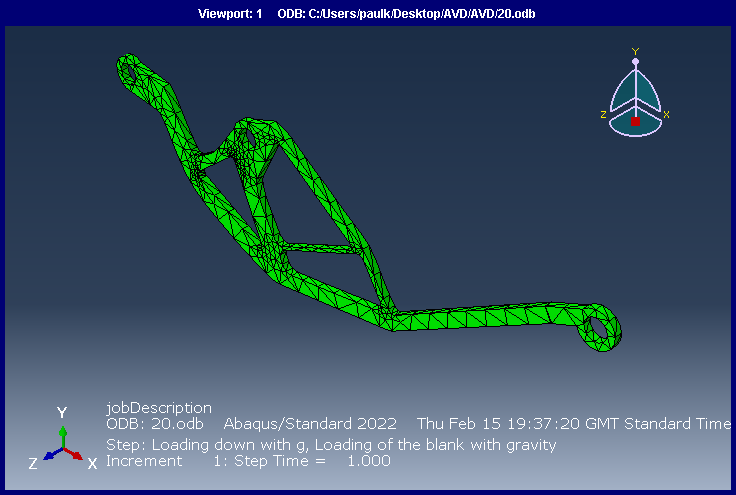 Viewport: 1 ODB: C:/Users/paulk/Desktop/AVD/AVD/20.odb
Y
Z X
jobDescription
ODB: 20.odb Abaqus/Standard 2022 Thu Feb 15 19:37:20 GMT Standard Time
Y
Step: Loading down with g, Loading of the blank with gravity
Z X
Increment 1: Step Time = 1.000